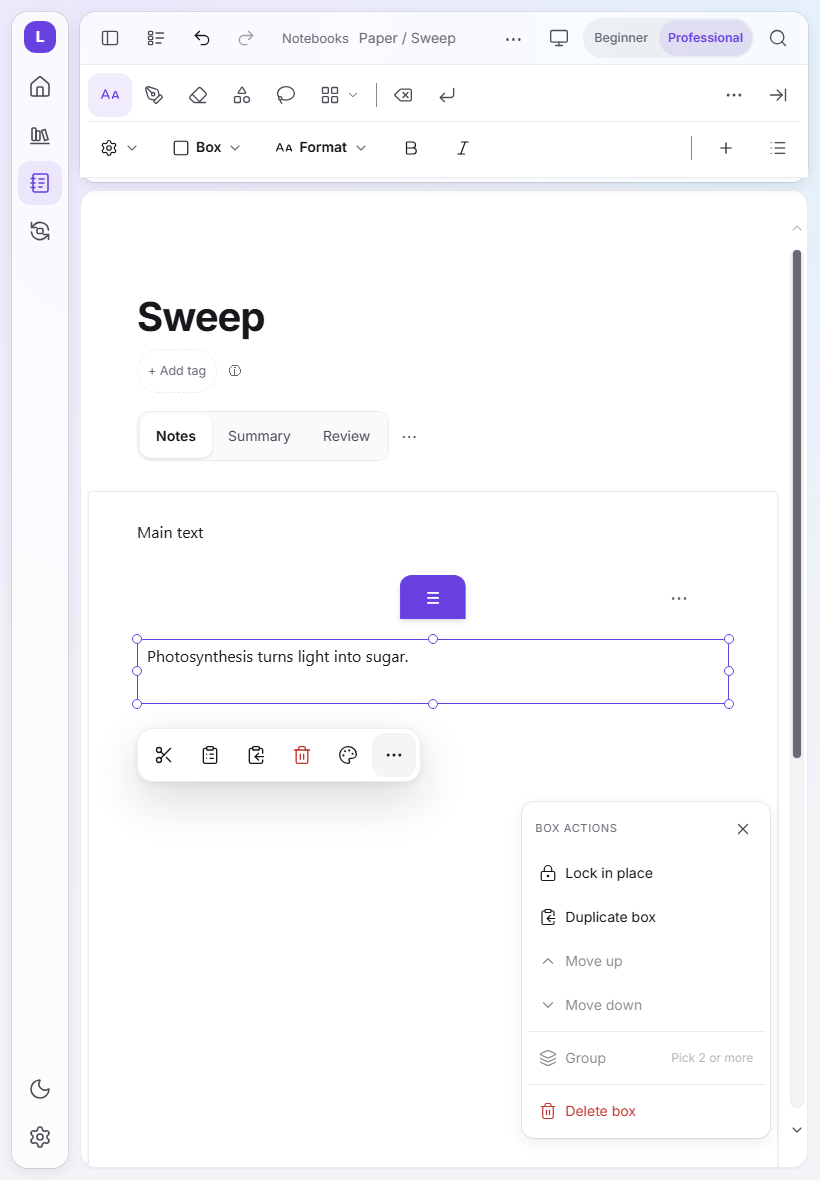 L
Notebooks Paper / Sweep
Beginner Professional
AA
Box
AA Format
B I
Sweep
+ Add tag
Notes Summary Review
Main text
Photosynthesis turns light into sugar.
BOX ACTIONS
Lock in place
Duplicate box
Move up
Move down
Group Pick 2 or more
Delete box